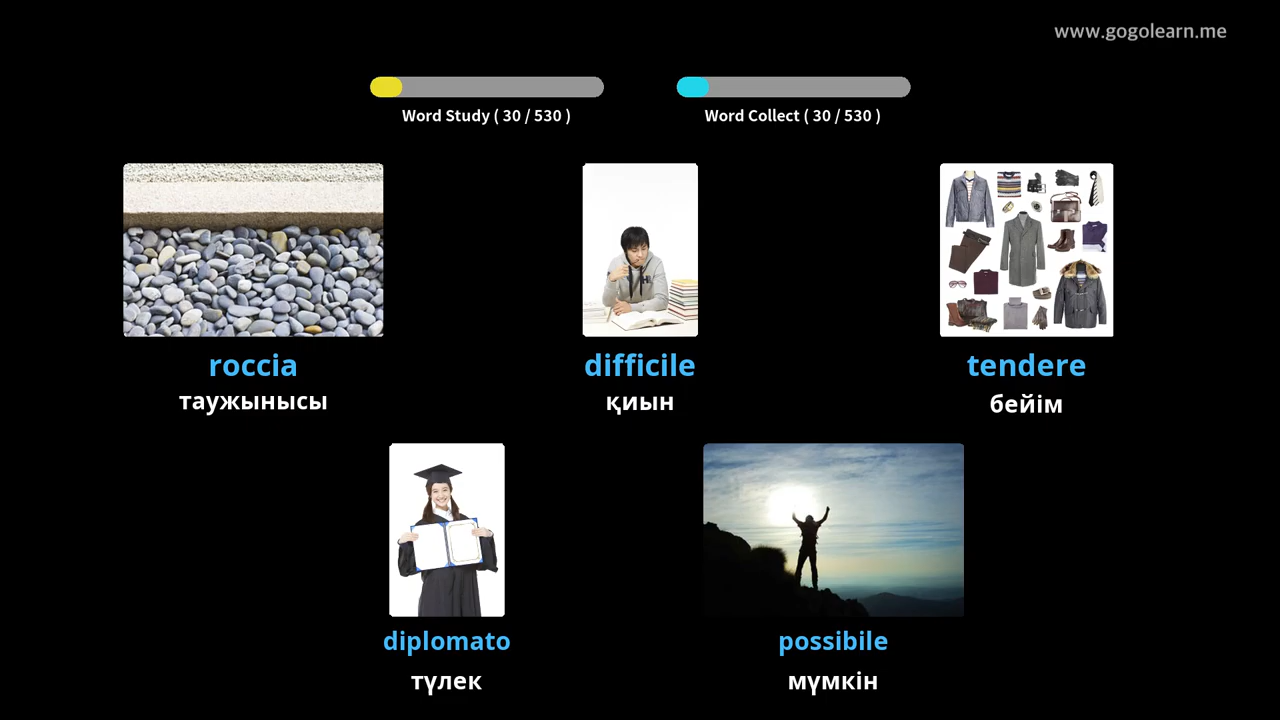 www.gogolearn.me
Word Study ( 30 / 530 )
Word Collect ( 30 / 530 )
roccia
difficile
tendere
таужынысы
қиын
бейім
diplomato
possibile
түлек
мүмкін